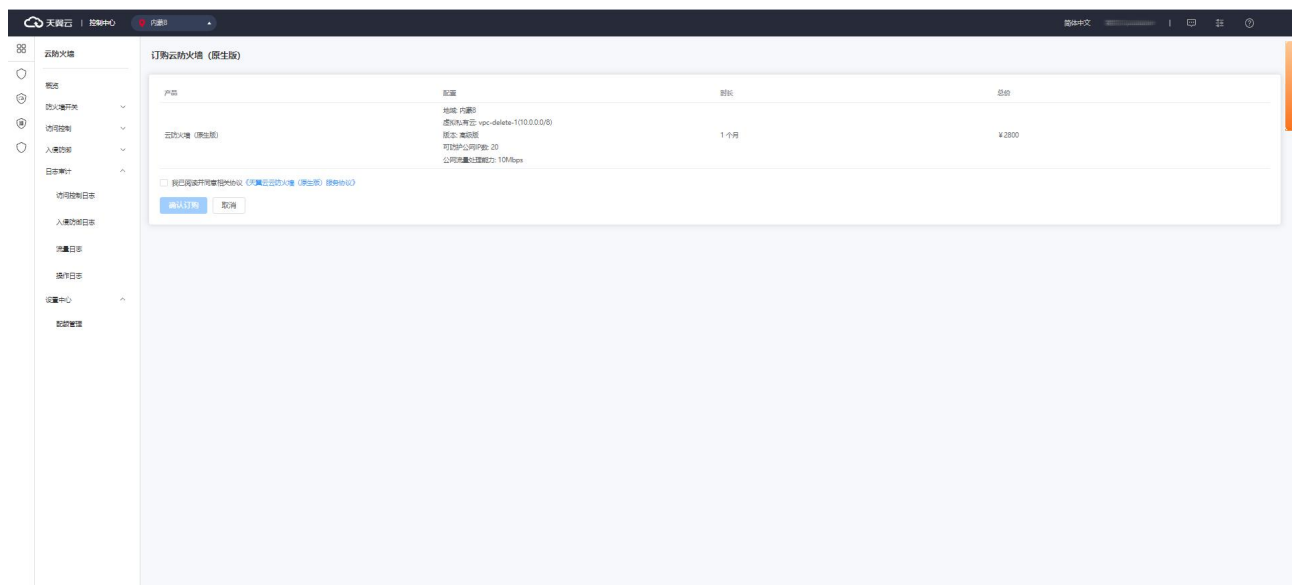 天翼云 | 控制中心 内蒙8 简体中文
云防火墙
概览
防火墙开关
访问控制
入侵防御
日志审计
访问控制日志
入侵防御日志
流量日志
操作日志
设置中心
配额管理
订购云防火墙（原生版）
产品 配置 时长 总价
云防火墙（原生版）
地域: 内蒙8
虚拟私有云: vpc-delete-1(10.0.0.0/8)
版本: 高级版
可防护公网IP数: 20
公网流量处理能力: 10Mbps
1 个月
¥2800
我已阅读并同意相关协议《天翼云云防火墙（原生版）服务协议》
确认订购 取消